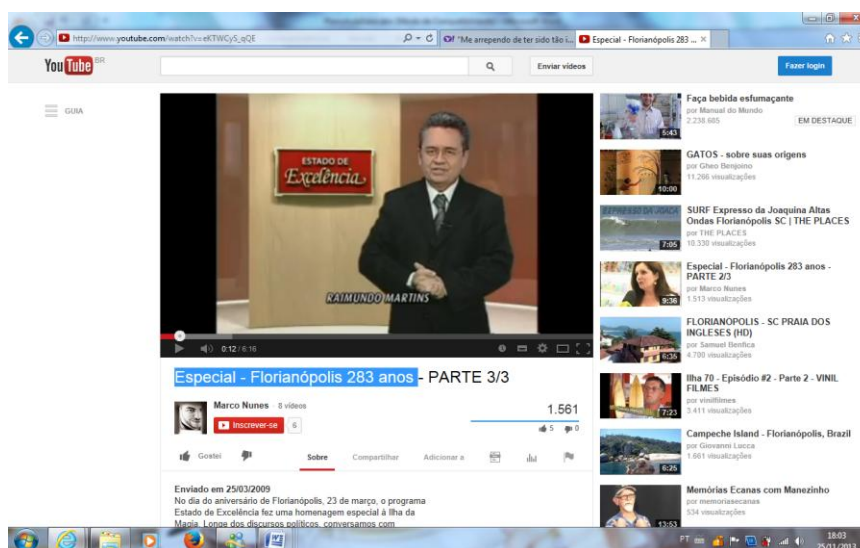 http://www.youtube.com/watch?v=eKTWCyS_qQE
"Me arrependo de ter sido tão i...
Especial - Florianópolis 283 ...
YouTube BR
Enviar vídeos
Fazer login
GUIA
ESTADO DE
Excelência
RAIMUNDO MARTINS
0:12 / 6:16
Especial - Florianópolis 283 anos - PARTE 3/3
Marco Nunes · 8 vídeos
Inscrever-se 6
1.561
5 0
Gostei
Sobre Compartilhar Adicionar a
Enviado em 25/03/2009
No dia do aniversário de Florianópolis, 23 de março, o programa
Estado de Excelência fez uma homenagem especial á Ilha da
Magia. Longe dos discursos políticos, conversamos com
Faça bebida esfumaçante
por Manual do Mundo
2.238.685
EM DESTAQUE
5:43
GATOS - sobre suas origens
por Gheo Benjoino
11.266 visualizações
10:00
SURF Expresso da Joaquina Altas
Ondas Florianópolis SC | THE PLACES
por THE PLACES
10.330 visualizações
7:05
Especial - Florianópolis 283 anos -
PARTE 2/3
por Marco Nunes
1.513 visualizações
9:36
FLORIANÓPOLIS - SC PRAIA DOS
INGLESES (HD)
por Samuel Benfica
4.700 visualizações
6:35
Ilha 70 - Episódio #2 - Parte 2 - VINIL
FILMES
por vinilfilmes
3.411 visualizações
7:23
Campeche Island - Florianópolis, Brazil
por Giovanni Lucca
1.661 visualizações
6:25
Memórias Ecanas com Manezinho
por memoriasecanas
534 visualizações
13:53
PT
18:03
25/11/2013